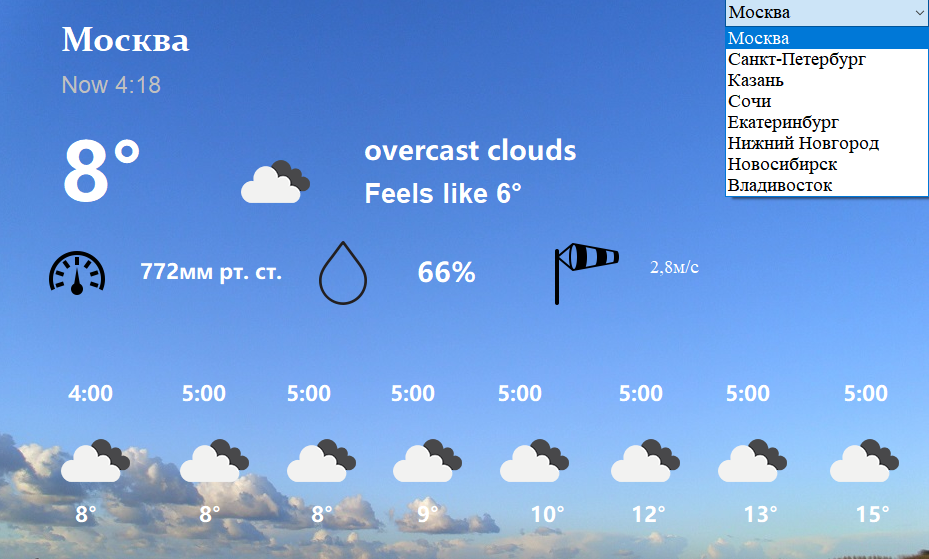 Москва
Now 4:18
8°
overcast clouds
Feels like 6°
772мм рт. ст.
66%
2,8м/с
Москва
Москва
Санкт-Петербург
Казань
Сочи
Екатеринбург
Нижний Новгород
Новосибирск
Владивосток
4:00 5:00 5:00 5:00 5:00 5:00 5:00 5:00
8° 8° 8° 9° 10° 12° 13° 15°